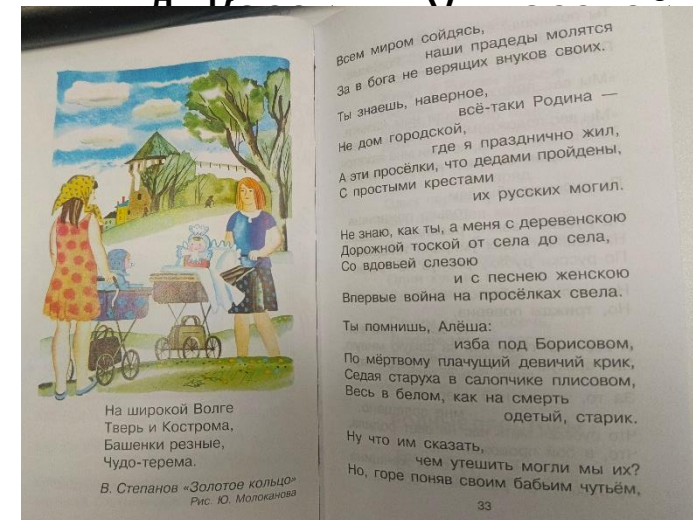 На широкой Волге
Тверь и Кострома,
Башенки резные,
Чудо-терема.
В. Степанов «Золотое кольцо»
Рис. Ю. Молоканова
Всем миром сойдясь,
наши прадеды молятся
За в бога не верящих внуков своих.
Ты знаешь, наверное,
всё-таки Родина —
Не дом городской,
где я празднично жил,
А эти просёлки, что дедами пройдены,
С простыми крестами
их русских могил.
Не знаю, как ты, а меня с деревенскою
Дорожной тоской от села до села,
Со вдовьей слезою
и с песнею женскою
Впервые война на просёлках свела.
Ты помнишь, Алёша:
изба под Борисовом,
По мёртвому плачущий девичий крик,
Седая старуха в салопчике плисовом,
Весь в белом, как на смерть
одетый, старик.
Ну что им сказать,
чем утешить могли мы их?
Но, горе поняв своим бабьим чутьём,
33